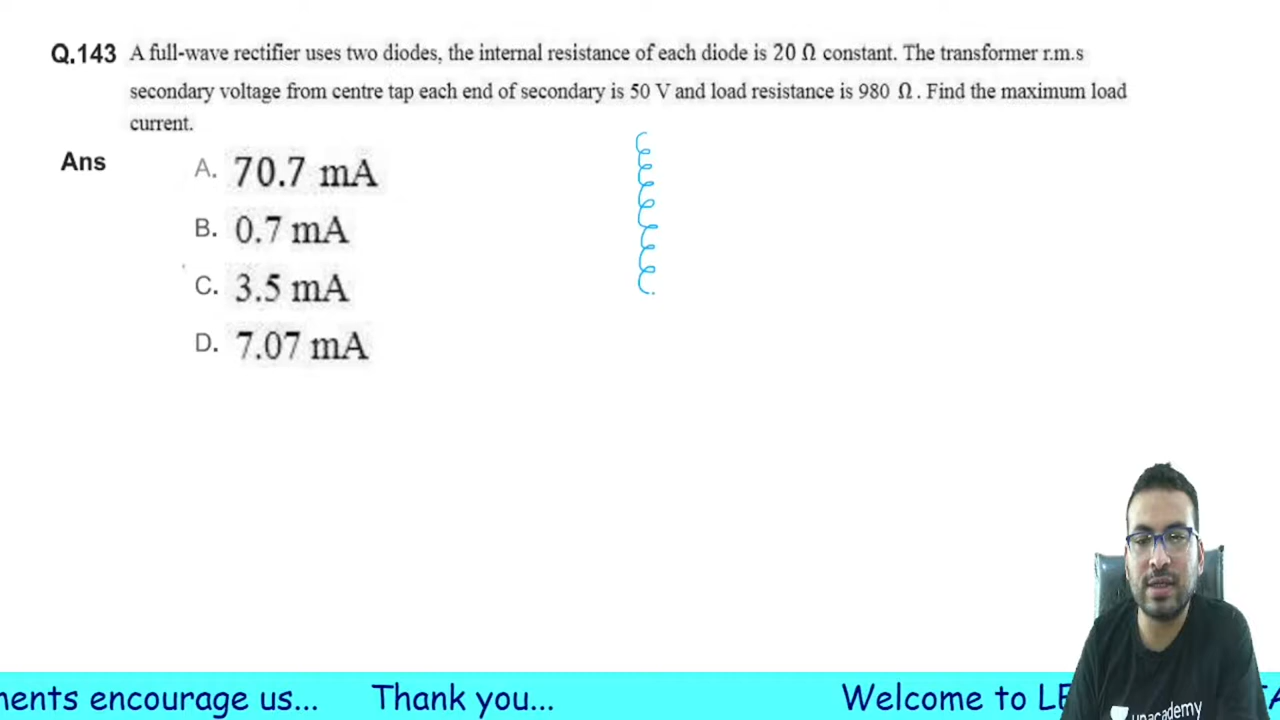 Q.143 A full-wave rectifier uses two diodes, the internal resistance of each diode is 20 Ω constant. The transformer r.m.s
secondary voltage from centre tap each end of secondary is 50 V and load resistance is 980 Ω. Find the maximum load
current.
Ans
A. 70.7 mA
B. 0.7 mA
C. 3.5 mA
D. 7.07 mA
unacademy
ments encourage us... Thank you... Welcome to LE